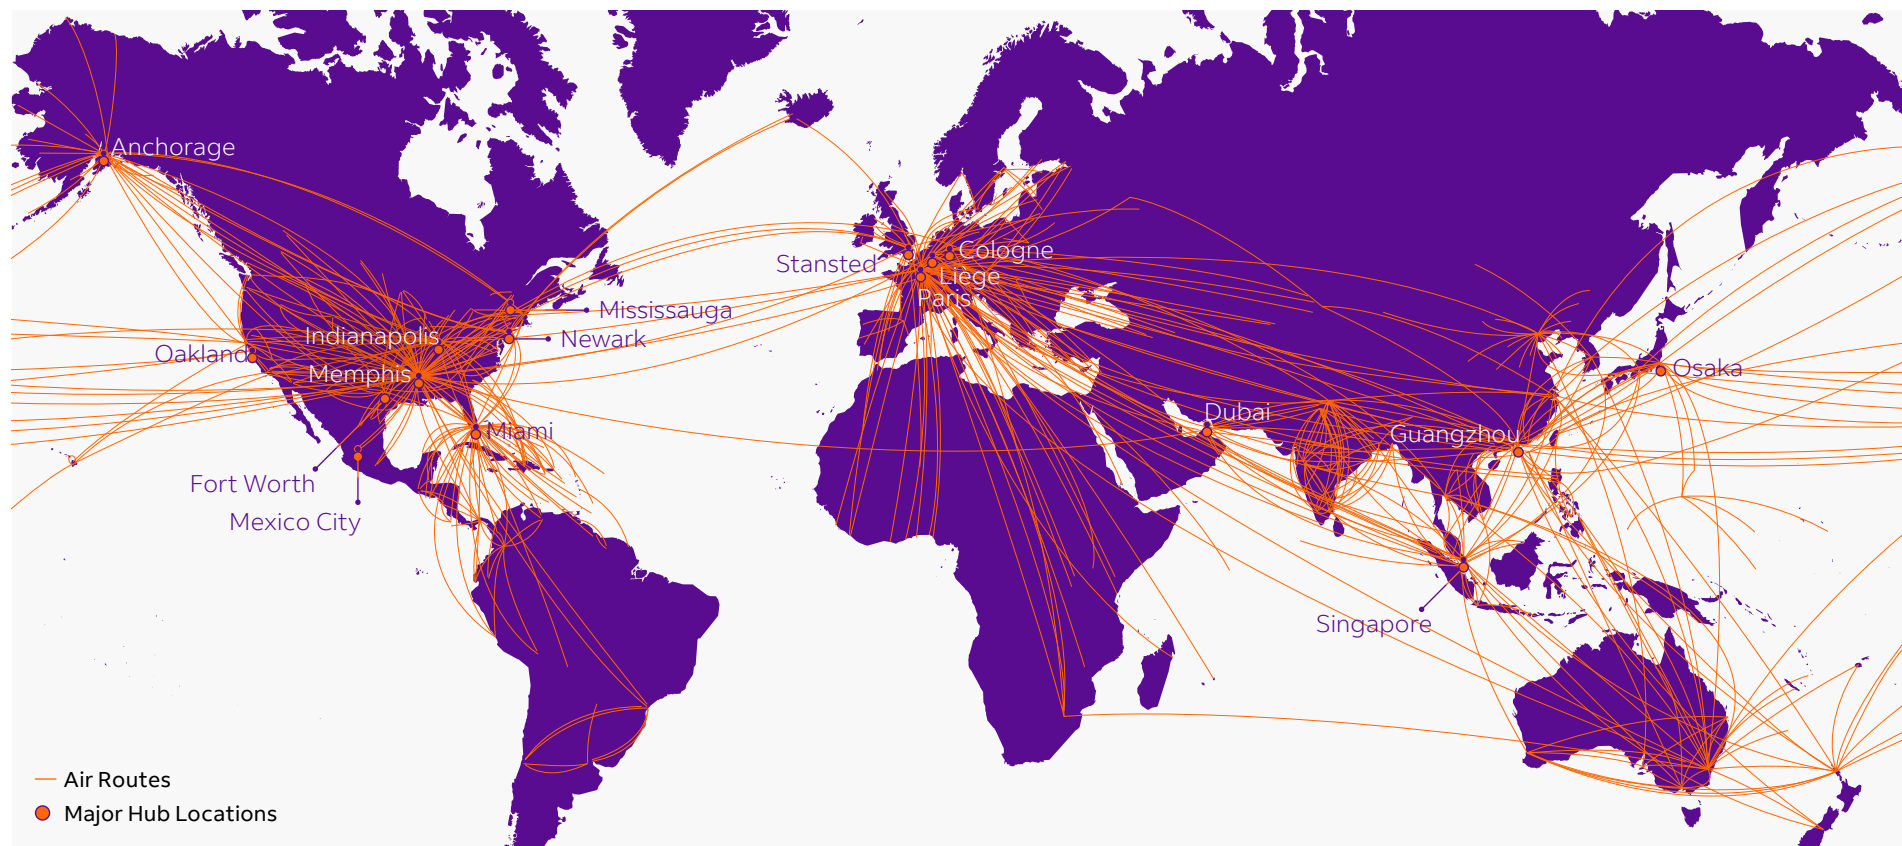 Anchorage
Stansted
Cologne
Liège
Paris
Mississauga
Newark
Indianapolis
Oakland
Memphis
Osaka
Miami
Dubai
Guangzhou
Fort Worth
Mexico City
Singapore
Air Routes
Major Hub Locations